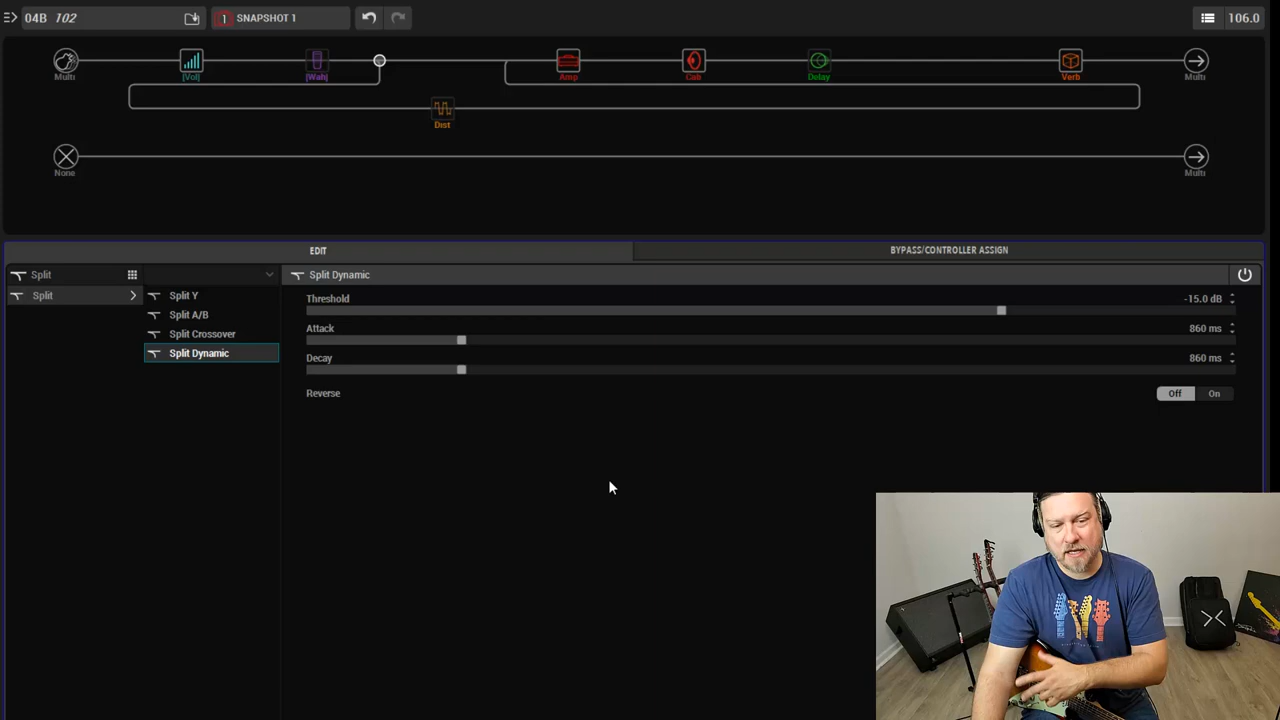 04B 102
1 SNAPSHOT 1
106.0
Multi
[Vol]
[Wah]
Amp
Cab
Delay
Verb
Multi
Dist
None
Multi
EDIT
BYPASS/CONTROLLER ASSIGN
Split
Split Dynamic
Split
Split Y
Split A/B
Split Crossover
Split Dynamic
Threshold
-15.0 dB
Attack
860 ms
Decay
860 ms
Reverse
Off
On